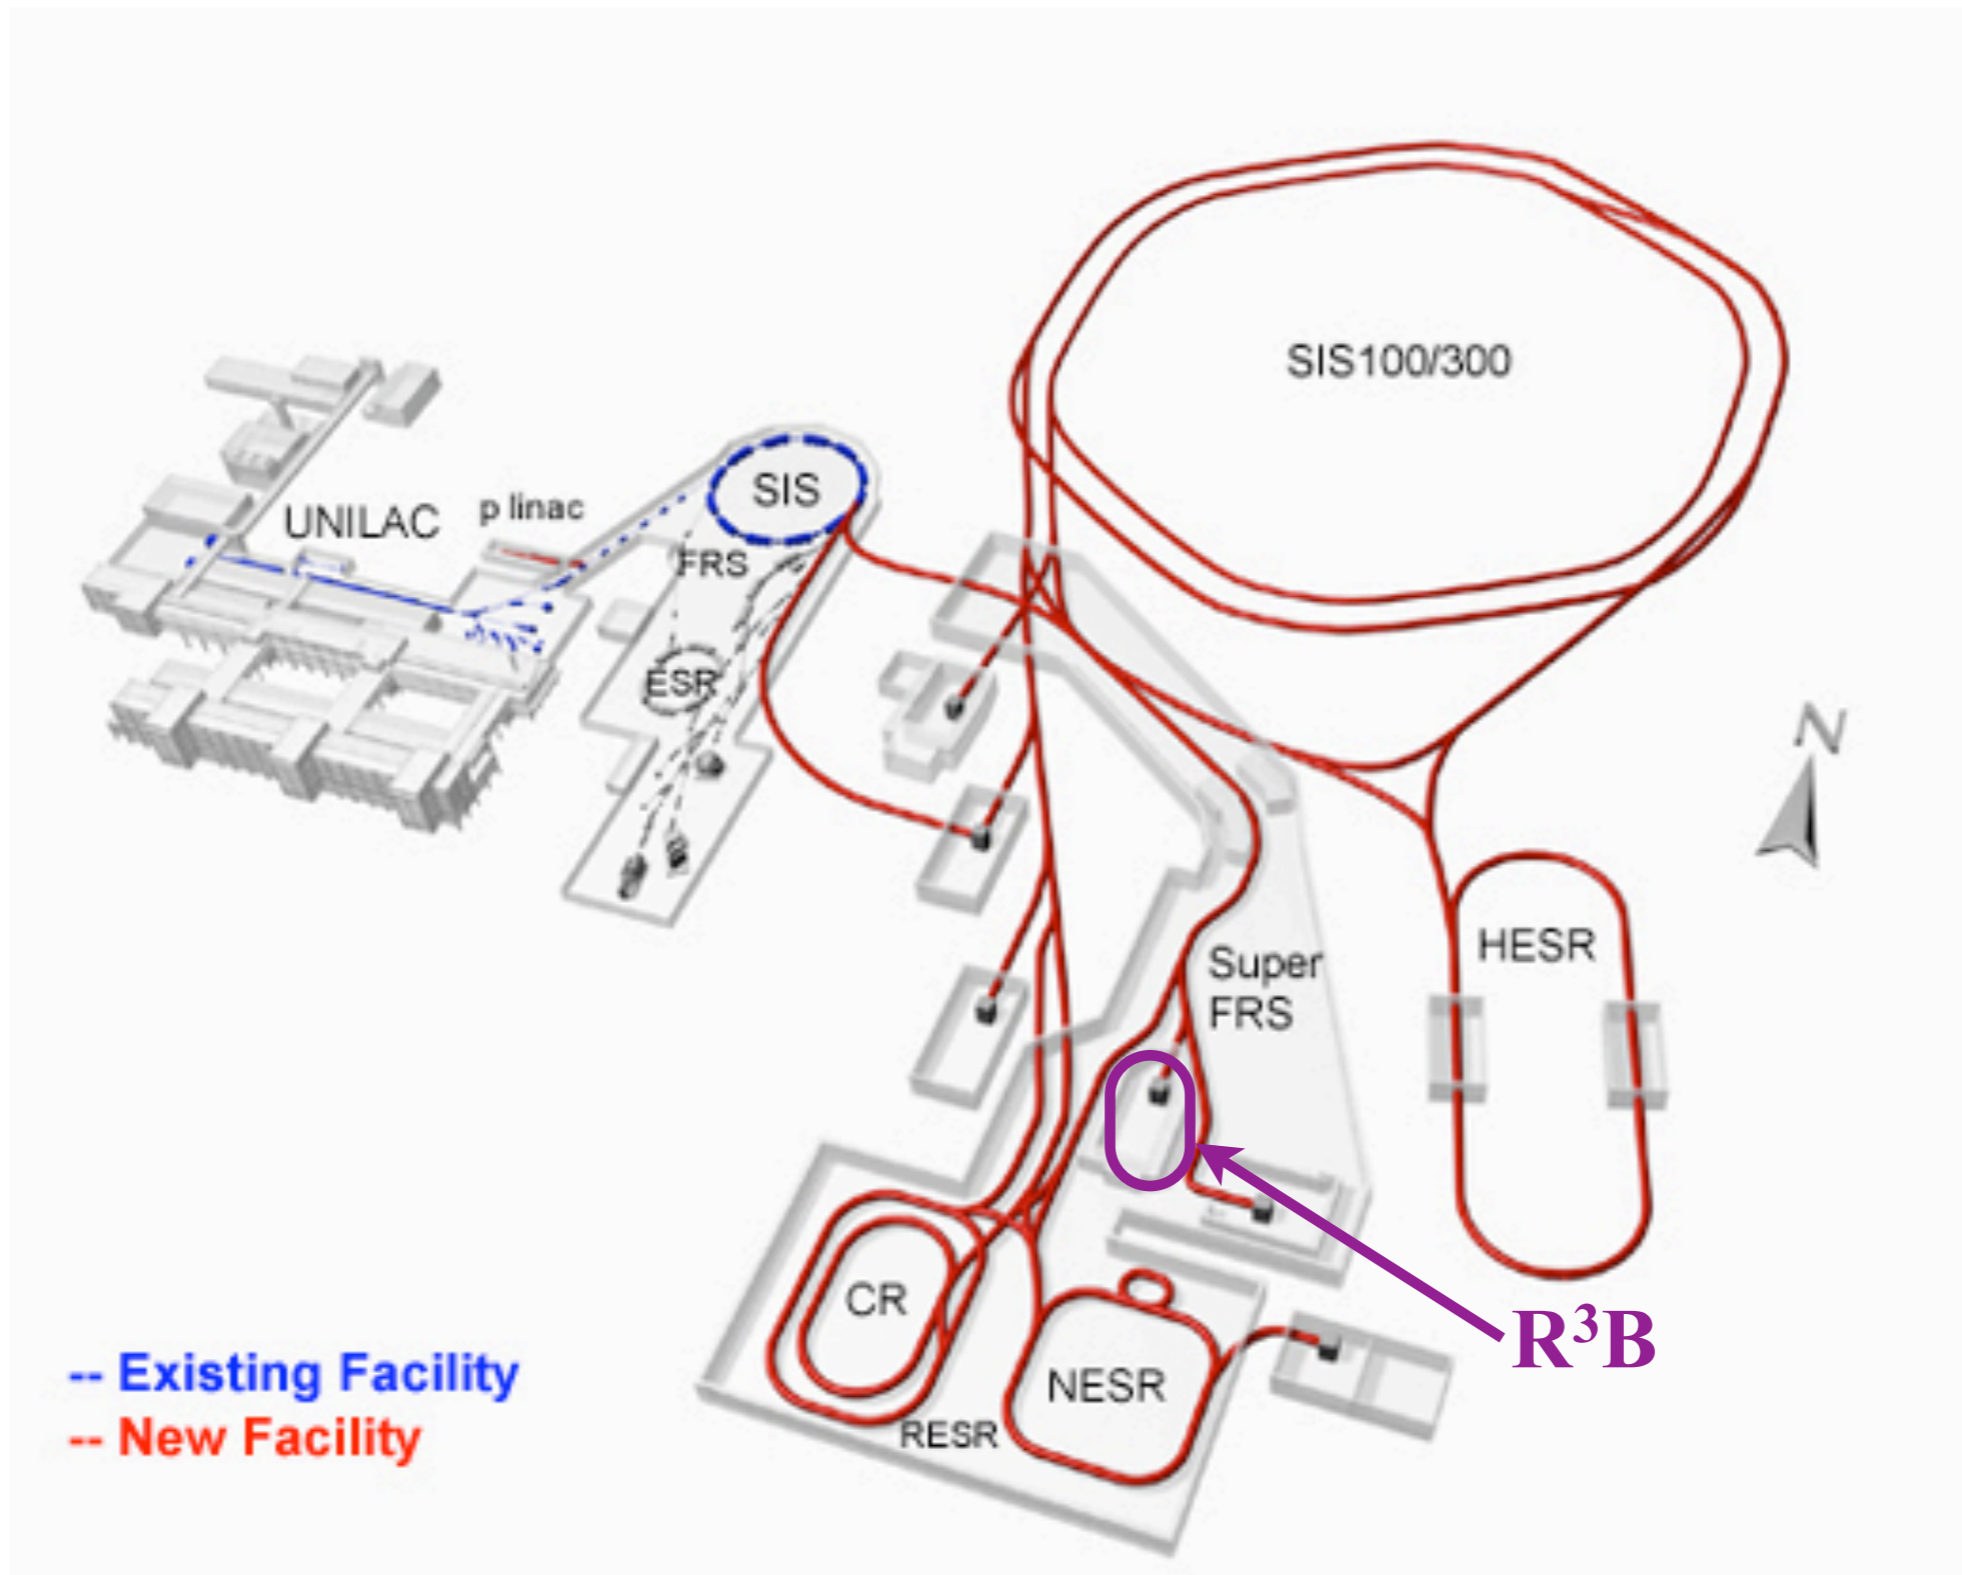 SIS100/300
SIS
p linac
UNILAC
FRS
ESR
N
HESR
Super
FRS
CR
R³B
NESR
RESR
-- Existing Facility
-- New Facility